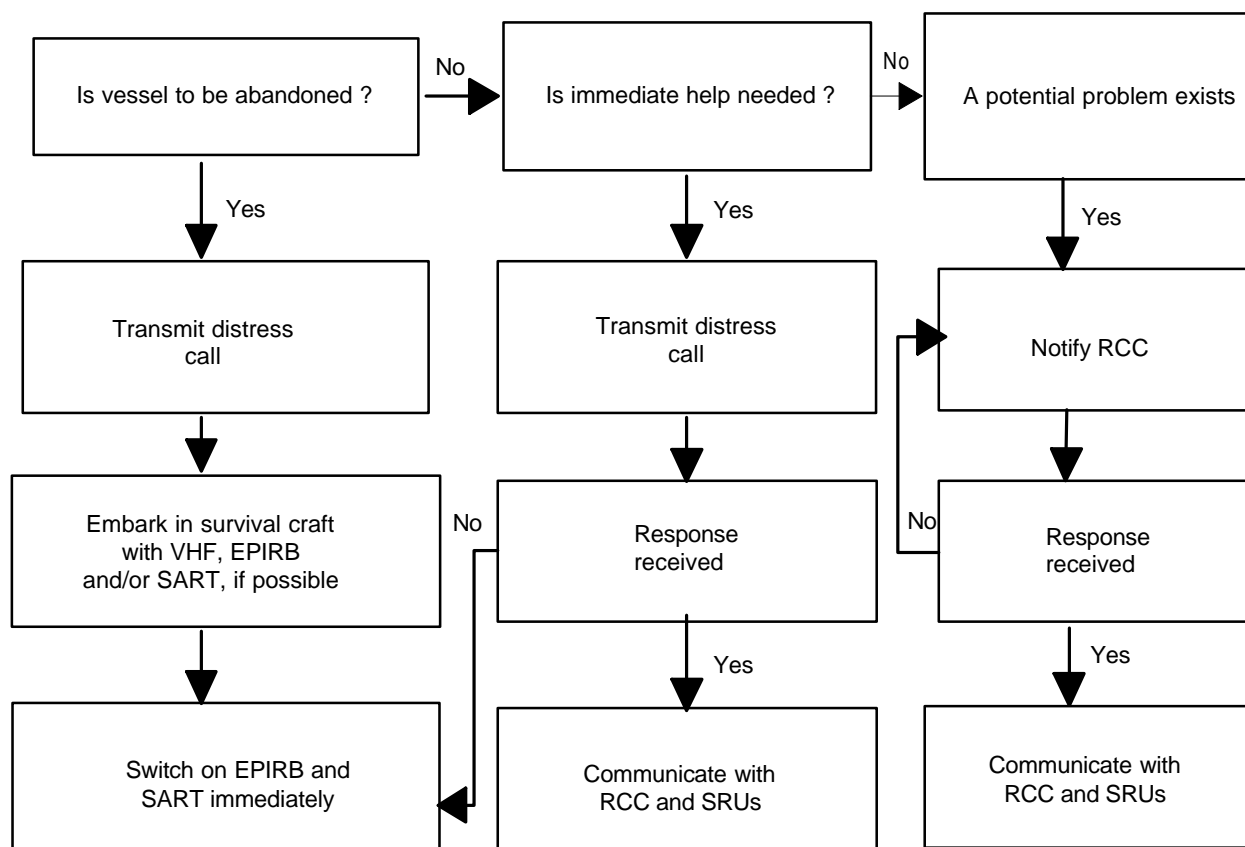 Is vessel to be abandoned ?
No
Is immediate help needed ?
No
A potential problem exists
Yes
Yes
Yes
Transmit distress
call
Transmit distress
call
Notify RCC
Embark in survival craft
with VHF, EPIRB
and/or SART, if possible
No
Response
received
No
Response
received
Yes
Yes
Switch on EPIRB and
SART immediately
Communicate with
RCC and SRUs
Communicate with
RCC and SRUs